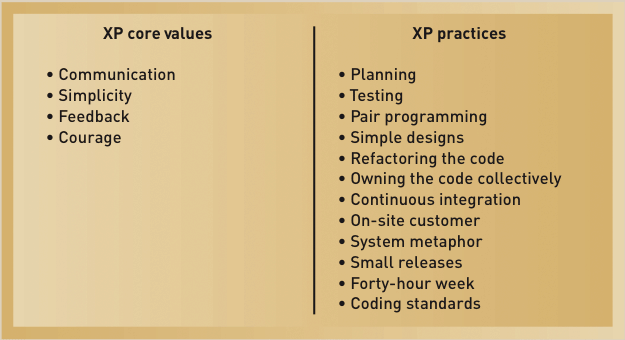 XP core values
• Communication
• Simplicity
• Feedback
• Courage
XP practices
• Planning
• Testing
• Pair programming
• Simple designs
• Refactoring the code
• Owning the code collectively
• Continuous integration
• On-site customer
• System metaphor
• Small releases
• Forty-hour week
• Coding standards